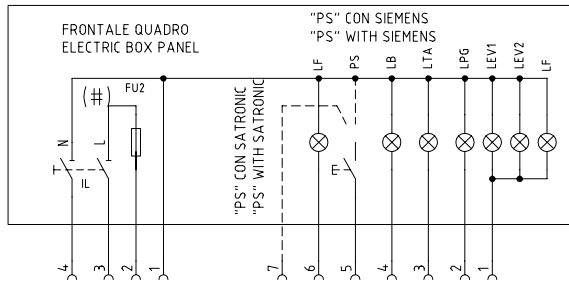 FRONTALE QUADRO
ELECTRIC BOX PANEL
"PS" CON SIEMENS
"PS" WITH SIEMENS
LF
PS
LB
LTA
LPG
LEV1
LEV2
LF
(#)
FU2
N
L
IL
"PS" CON SATRONIC
"PS" WITH SATRONIC
E
4
3
2
1
7
6
5
4
3
2
1